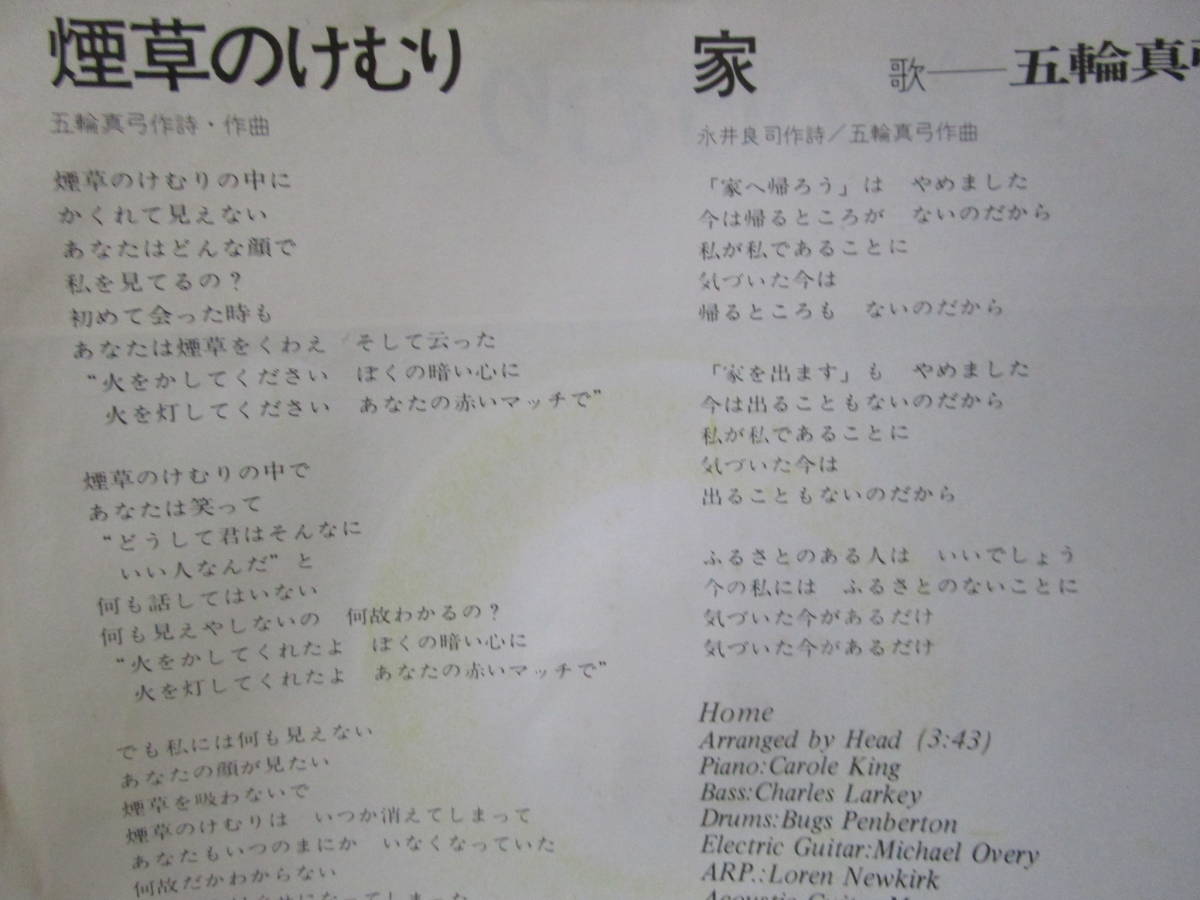 煙草のけむり
五輪真弓作詩・作曲
煙草のけむりの中に
かくれて見えない
あなたはどんな顔で
私を見てるの?
初めて会った時も
あなたは煙草をくわえ そして云った
“火をかしてください ぼくの暗い心に
火を灯してください あなたの赤いマッチで”
煙草のけむりの中で
あなたは笑って
“どうして君はそんなに
いい人なんだ”と
何も話してはいない
何も見えやしないの 何故わかるの?
“火をかしてくれたよ ぼくの暗い心に
火を灯してくれたよ あなたの赤いマッチで”
でも私には何も見えない
あなたの顔が見たい
煙草を吸わないで
煙草のけむりは いつか消えてしまって
あなたもいつのまにか いなくなっていた
何故だかわからない
家 歌――五輪真弓
永井良司作詩/五輪真弓作曲
「家へ帰ろう」は やめました
今は帰るところが ないのだから
私が私であることに
気づいた今は
帰るところも ないのだから
「家を出ます」も やめました
今は出ることもないのだから
私が私であることに
気づいた今は
出ることもないのだから
ふるさとのある人は いいでしょう
今の私には ふるさとのないことに
気づいた今があるだけ
気づいた今があるだけ
Home
Arranged by Head (3:43)
Piano:Carole King
Bass:Charles Larkey
Drums:Bugs Penberton
Electric Guitar:Michael Overy
ARP.:Loren Newkirk